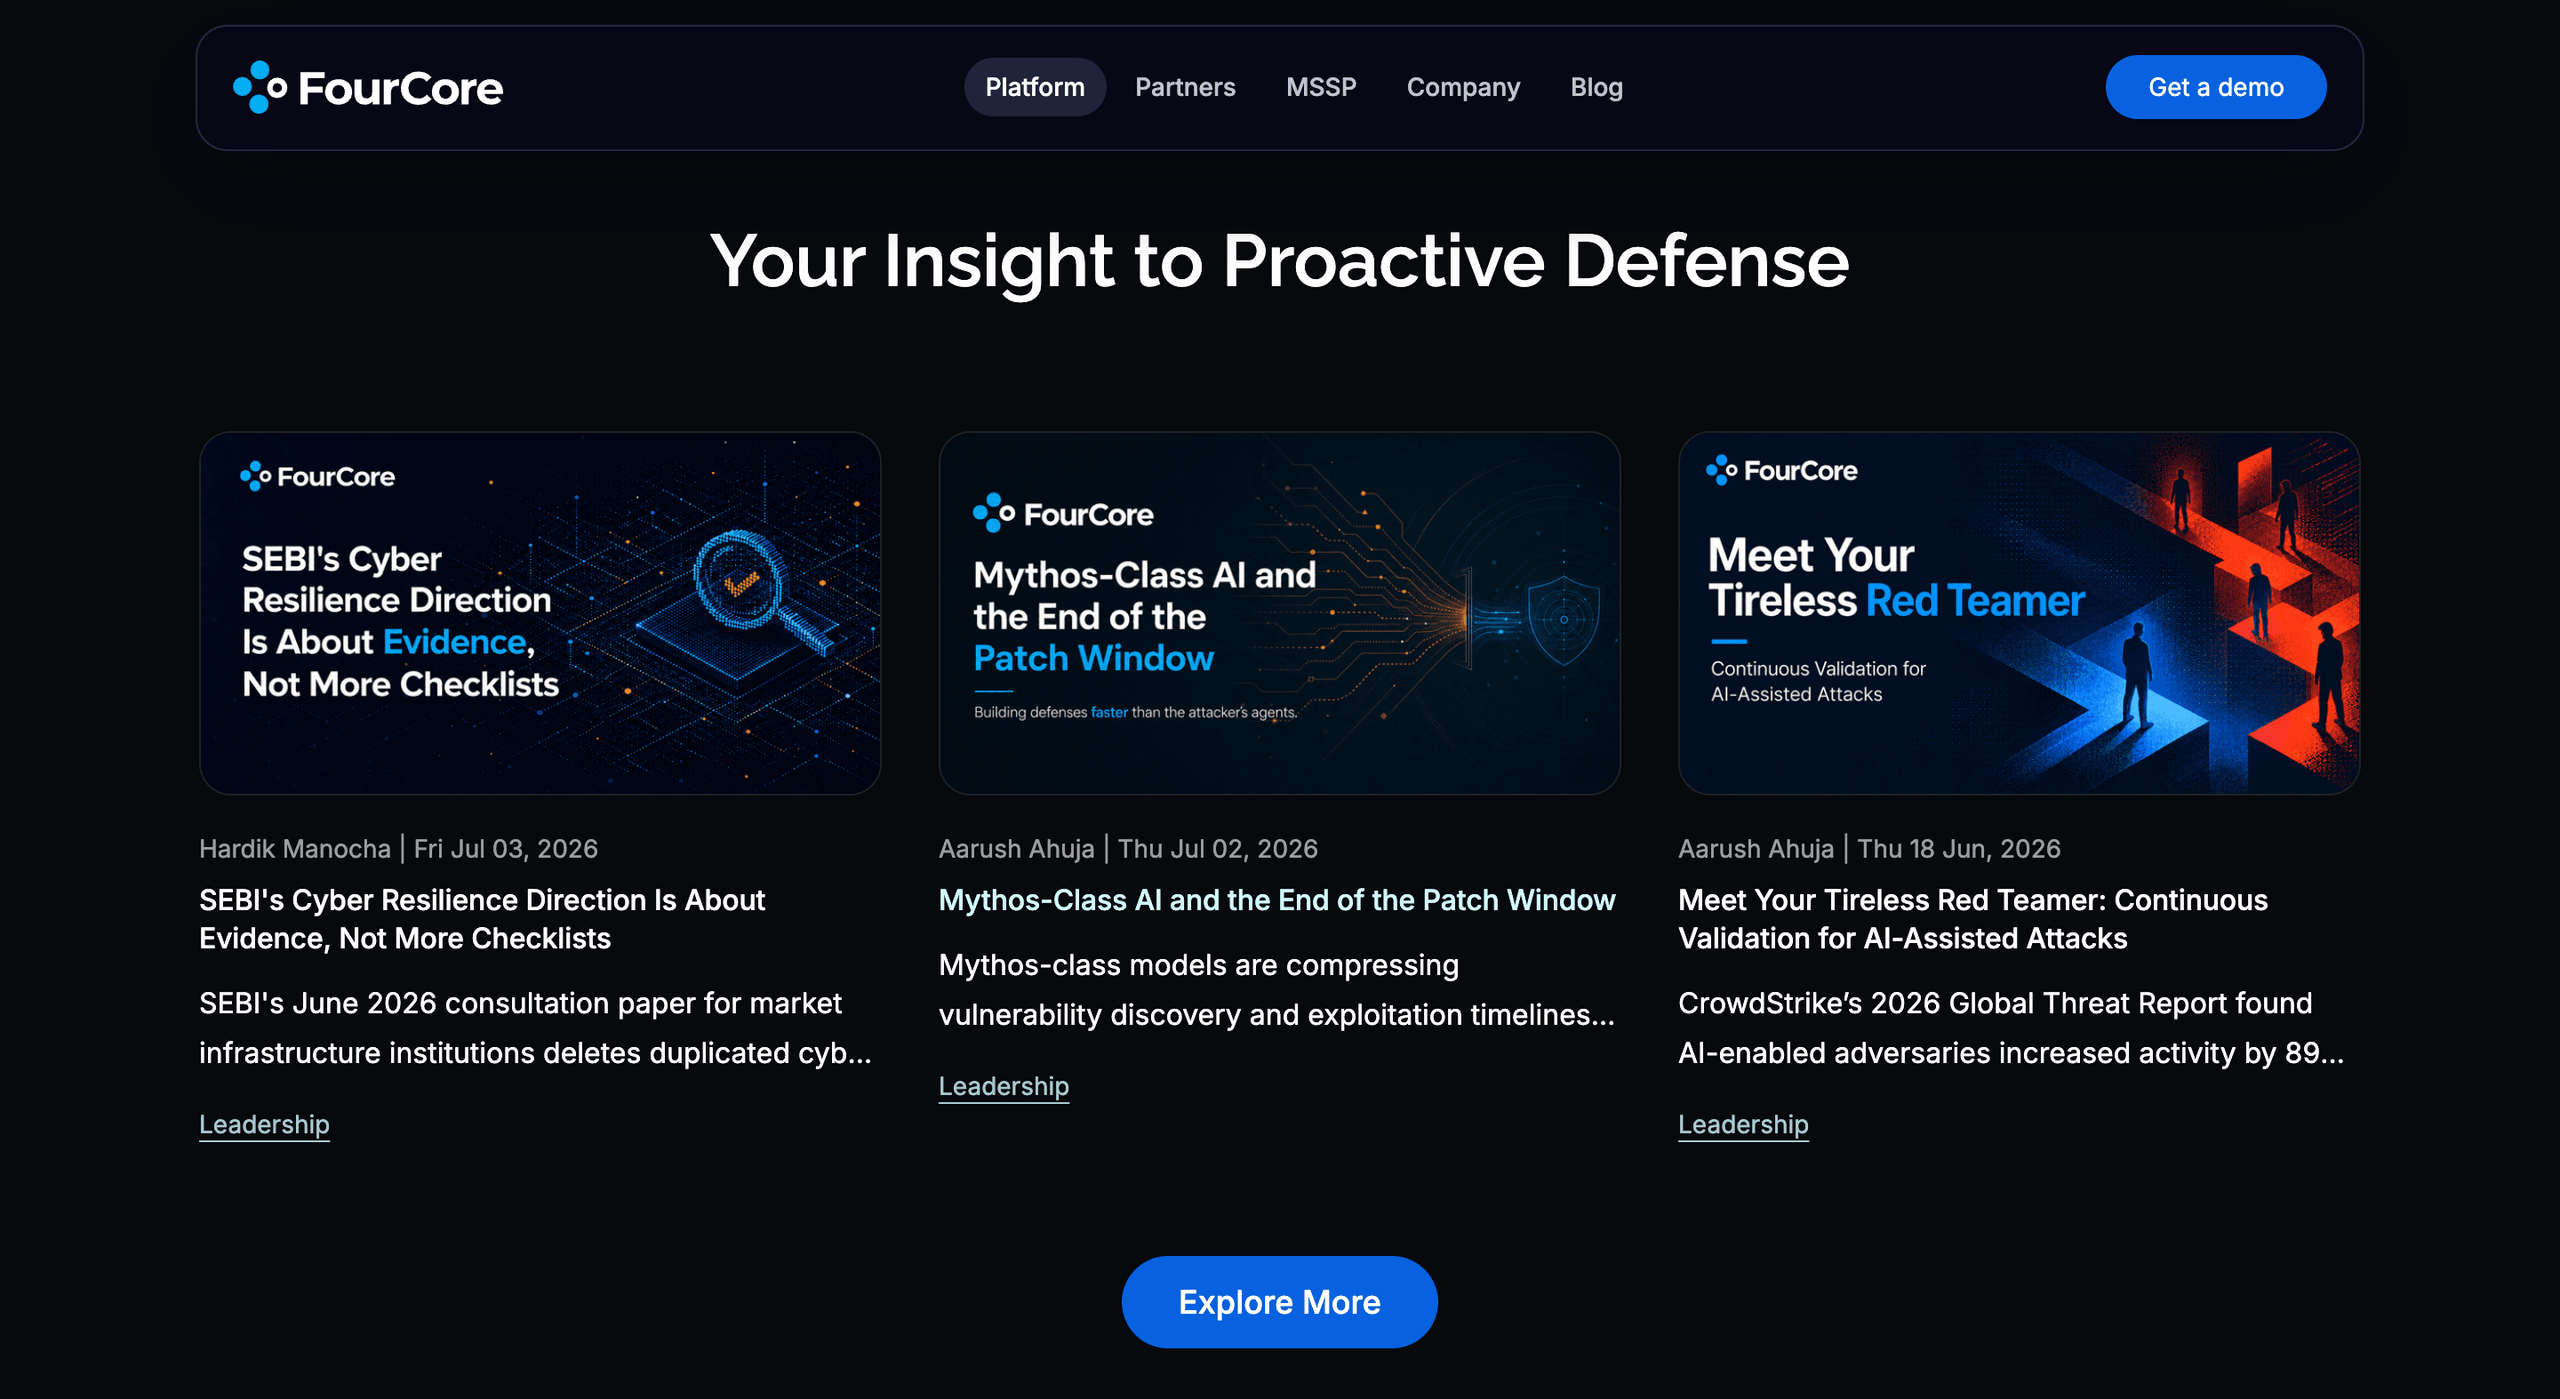 FourCore
Platform
Partners
MSSP
Company
Blog
Get a demo
Your Insight to Proactive Defense
FourCore
SEBI's Cyber
Resilience Direction
Is About Evidence,
Not More Checklists
Hardik Manocha | Fri Jul 03, 2026
SEBI's Cyber Resilience Direction Is About
Evidence, Not More Checklists
SEBI's June 2026 consultation paper for market
infrastructure institutions deletes duplicated cyb...
Leadership
FourCore
Mythos-Class AI and
the End of the
Patch Window
Building defenses faster than the attacker's agents.
Aarush Ahuja | Thu Jul 02, 2026
Mythos-Class AI and the End of the Patch Window
Mythos-class models are compressing
vulnerability discovery and exploitation timelines...
Leadership
FourCore
Meet Your
Tireless Red Teamer
Continuous Validation for
AI-Assisted Attacks
Aarush Ahuja | Thu 18 Jun, 2026
Meet Your Tireless Red Teamer: Continuous
Validation for AI-Assisted Attacks
CrowdStrike’s 2026 Global Threat Report found
AI-enabled adversaries increased activity by 89...
Leadership
Explore More